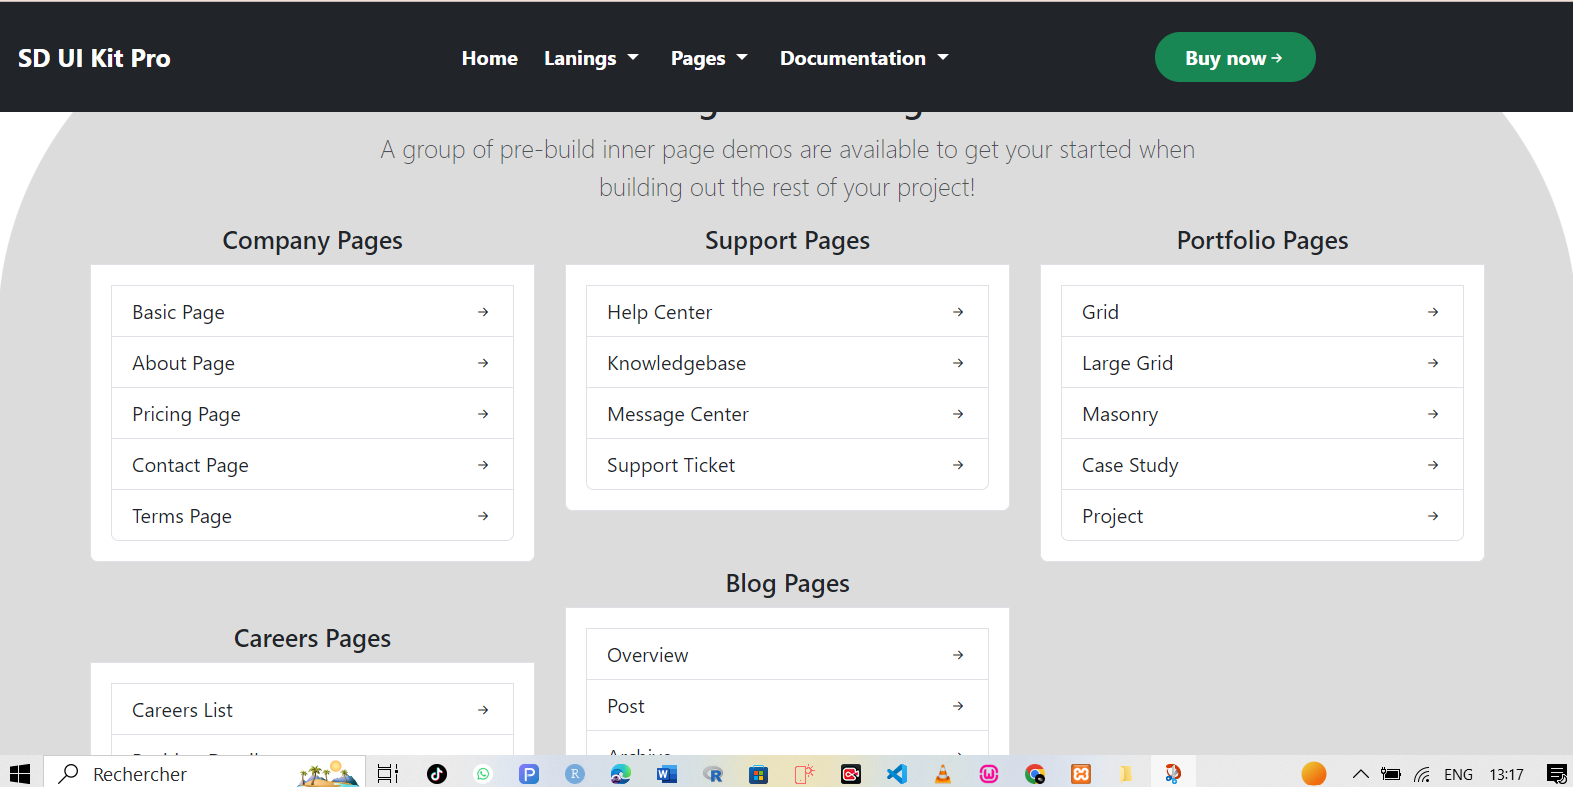 SD UI Kit Pro
Home
Lanings
Pages
Documentation
Buy now
A group of pre-build inner page demos are available to get your started when
building out the rest of your project!
Company Pages
Basic Page
About Page
Pricing Page
Contact Page
Terms Page
Support Pages
Help Center
Knowledgebase
Message Center
Support Ticket
Portfolio Pages
Grid
Large Grid
Masonry
Case Study
Project
Careers Pages
Careers List
Blog Pages
Overview
Post
Archive
Rechercher
ENG
13:17